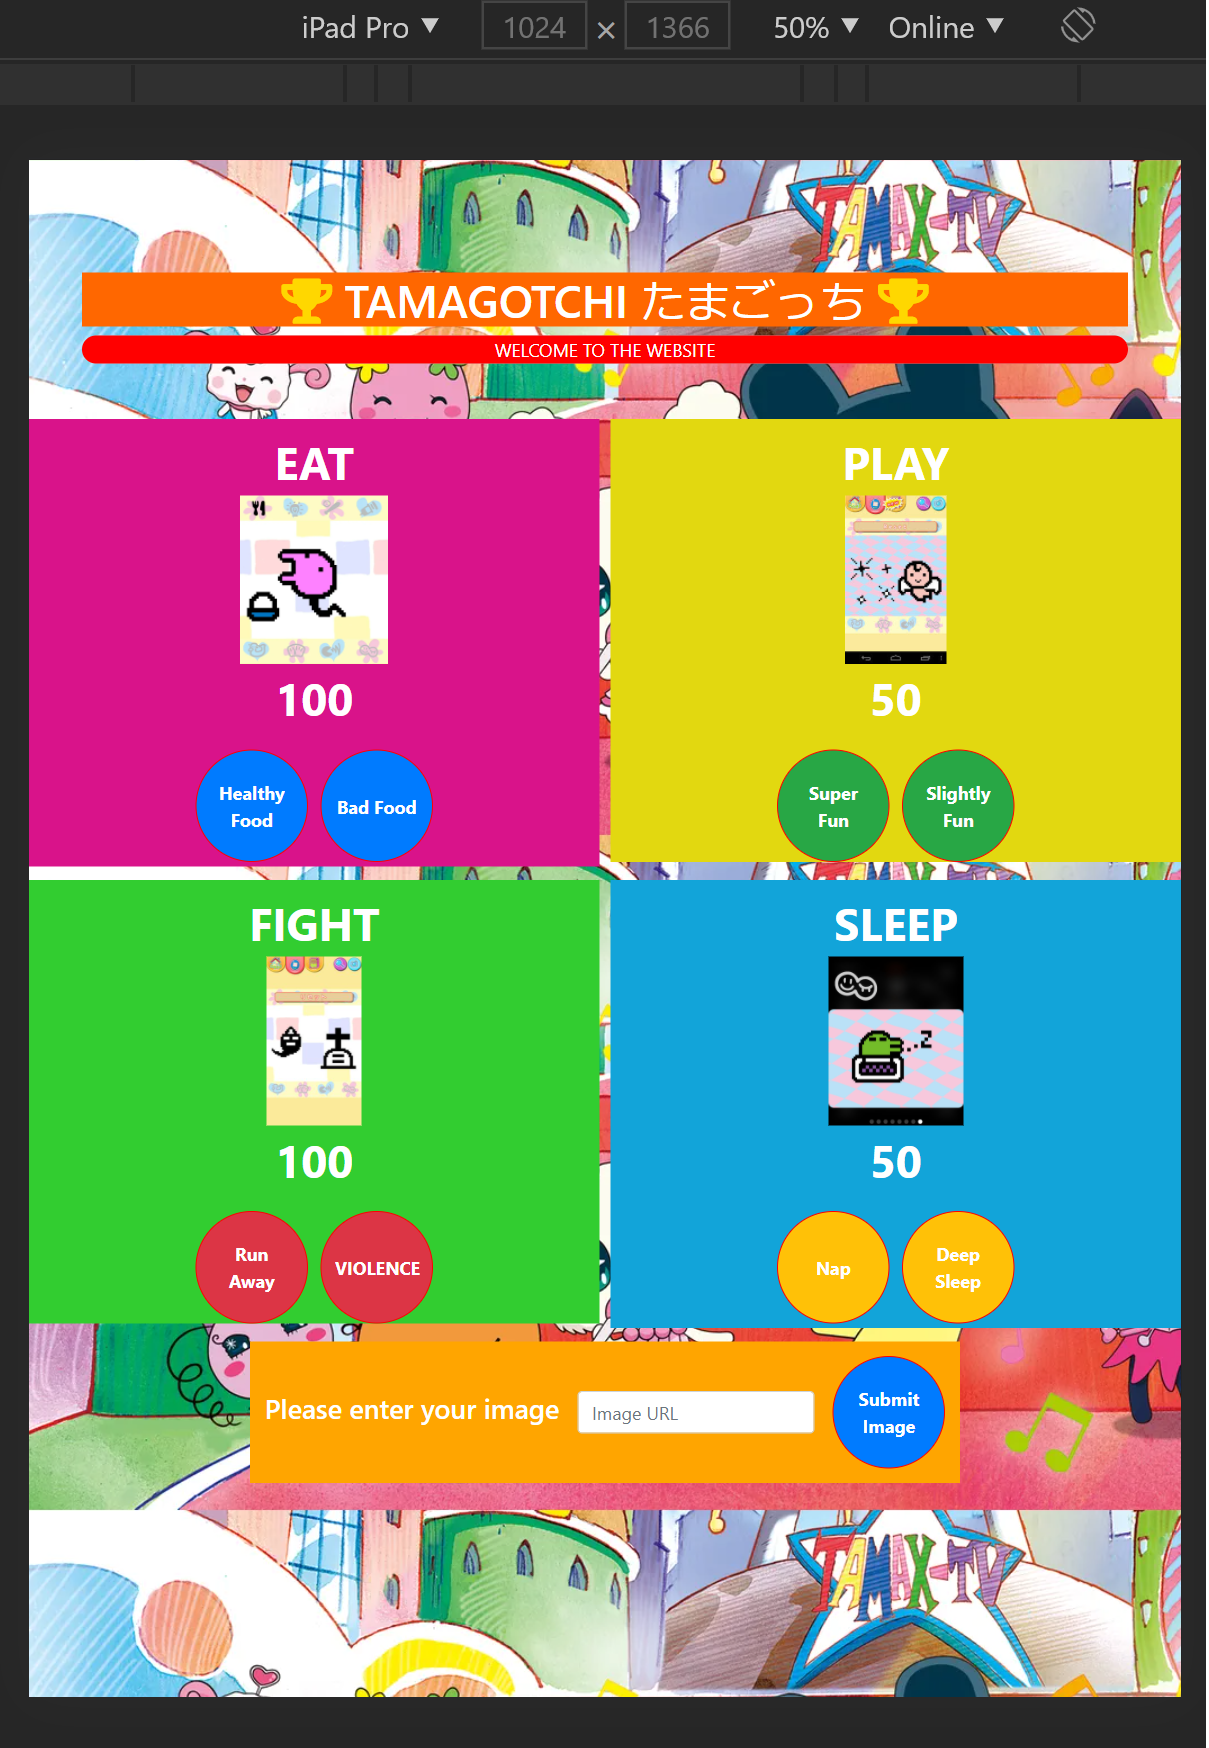 iPad Pro ▼ 1024 × 1366 50% ▼ Online ▼
TAMAX-TV
TAMAGOTCHI たまごっち
WELCOME TO THE WEBSITE
EAT
100
Healthy
Food
Bad Food
PLAY
50
Super
Fun
Slightly
Fun
FIGHT
100
Run
Away
VIOLENCE
SLEEP
Z
50
Nap
Deep
Sleep
Please enter your image
Image URL
Submit
Image
TAMAX-TV